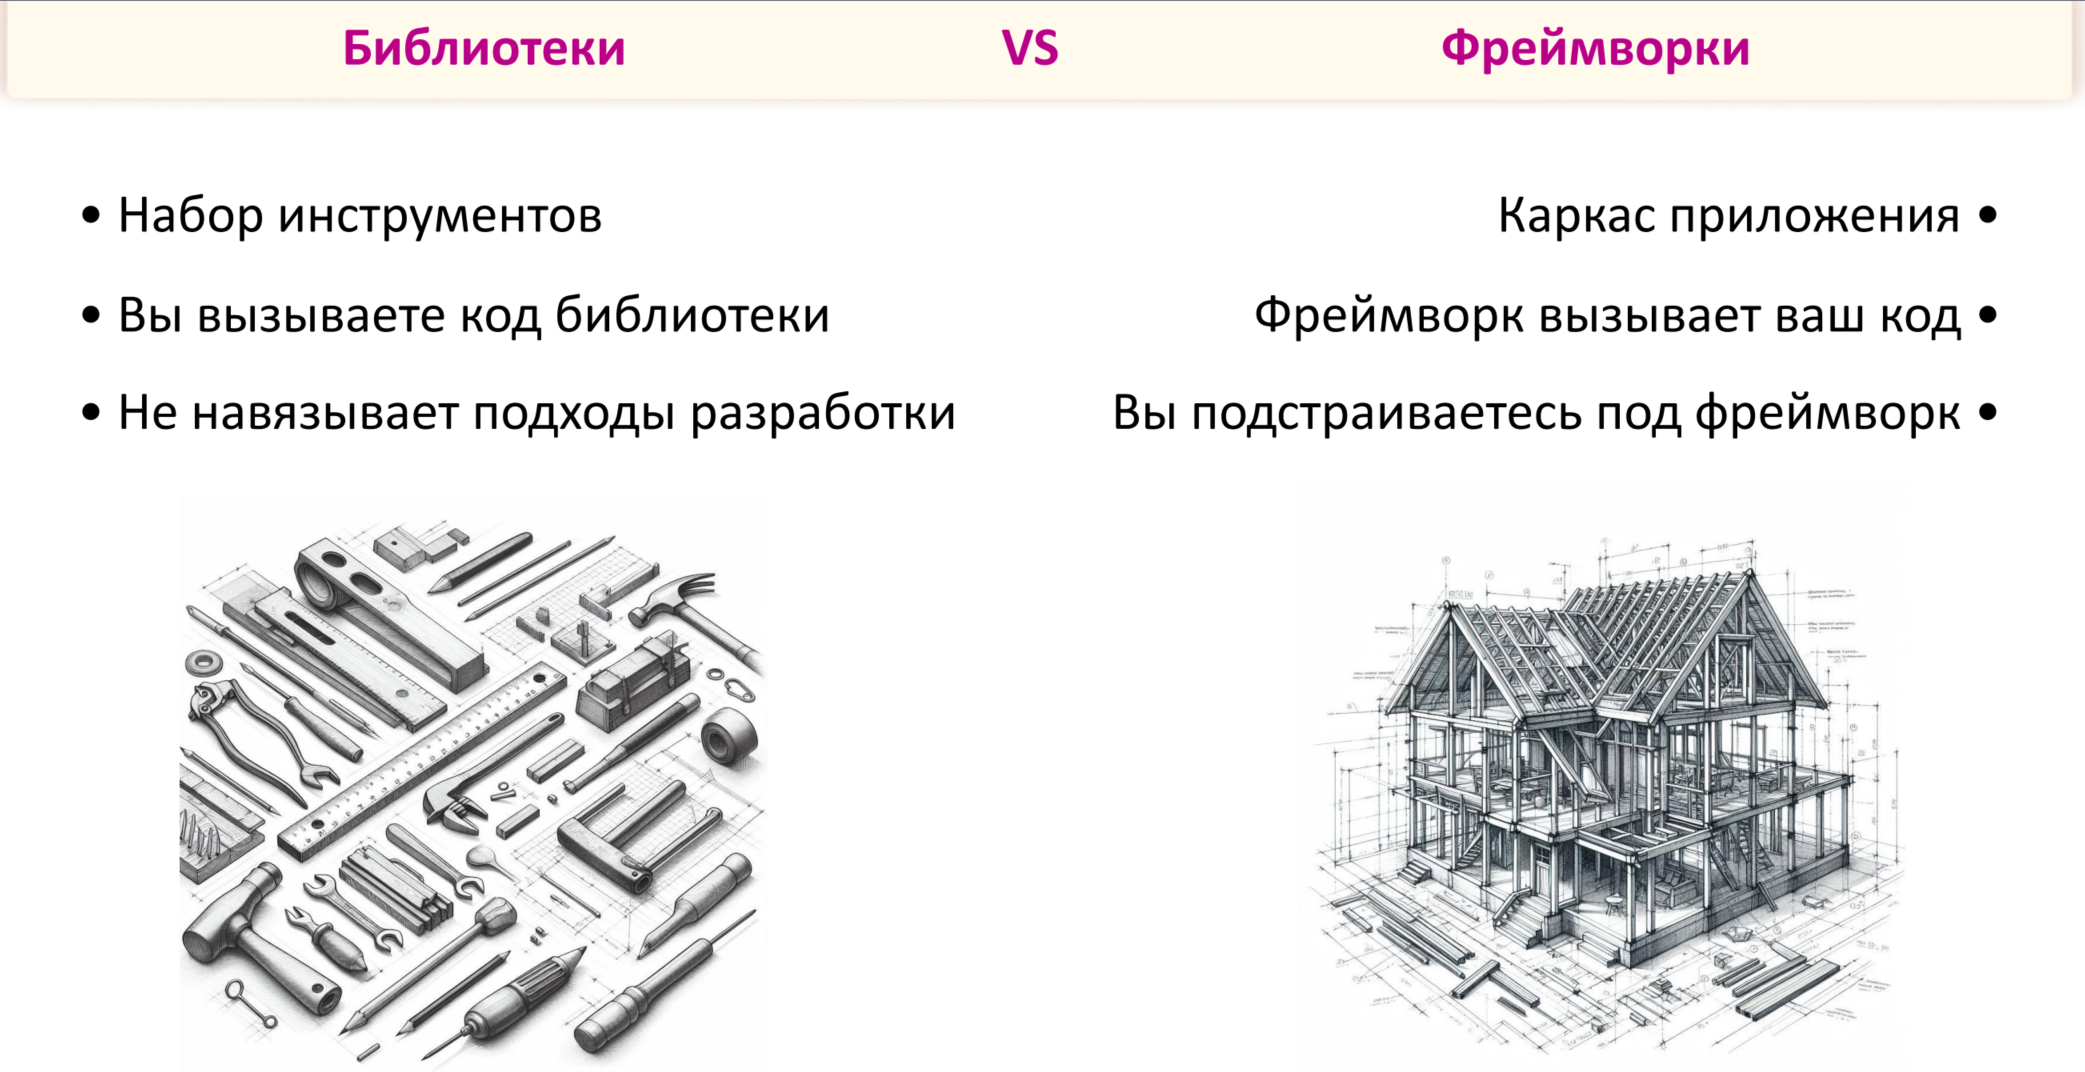 Библиотеки VS Фреймворки
• Набор инструментов
• Вы вызываете код библиотеки
• Не навязывает подходы разработки
Каркас приложения •
Фреймворк вызывает ваш код •
Вы подстраиваетесь под фреймворк •